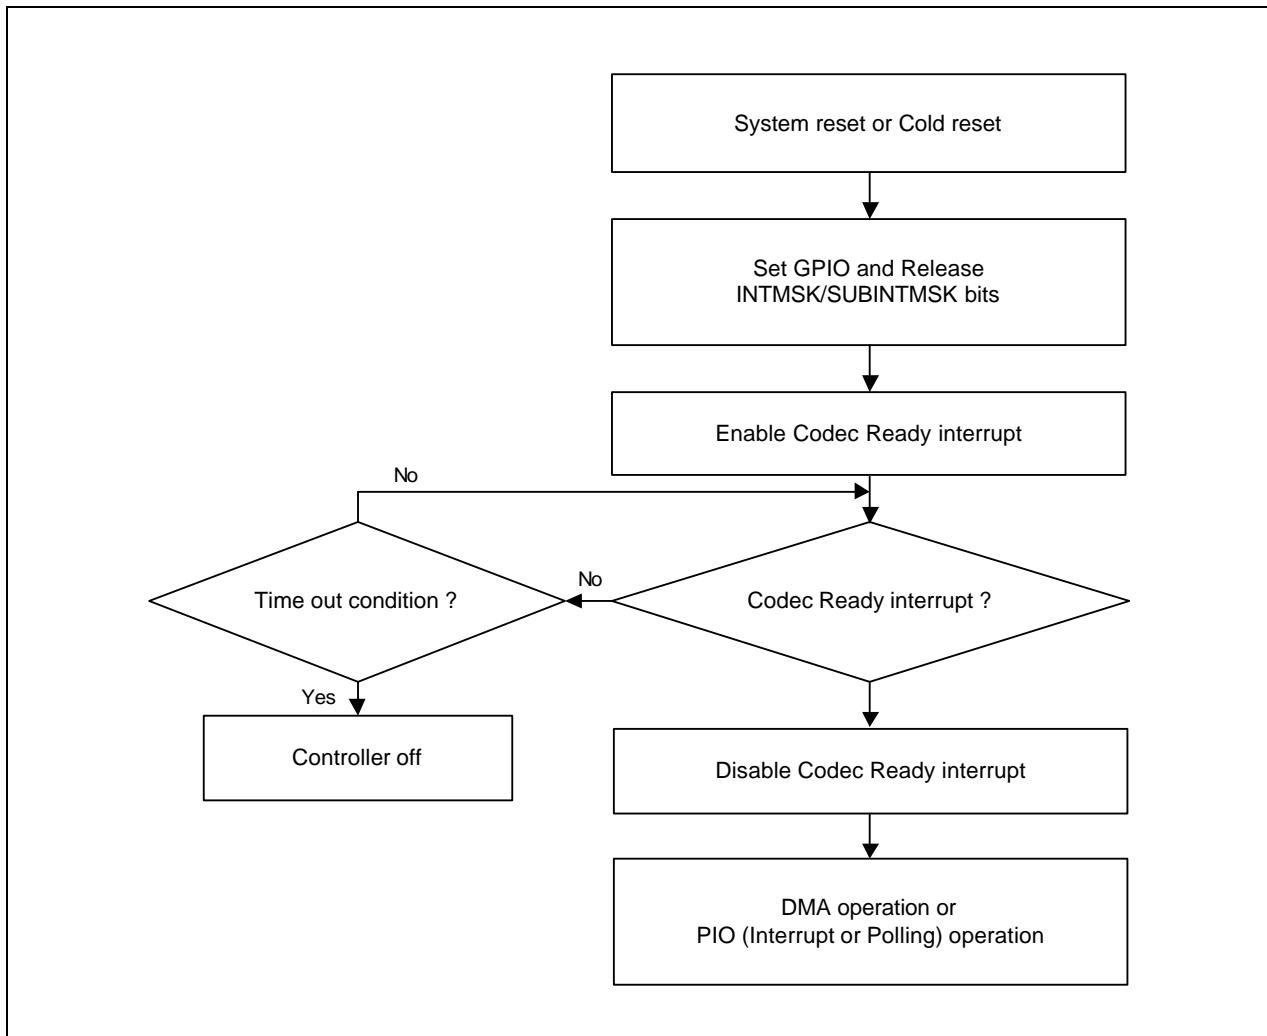 System reset or Cold reset
Set GPIO and Release
INTMSK/SUBINTMSK bits
Enable Codec Ready interrupt
No
Time out condition ?
No
Codec Ready interrupt ?
Yes
Controller off
Disable Codec Ready interrupt
DMA operation or
PIO (Interrupt or Polling) operation